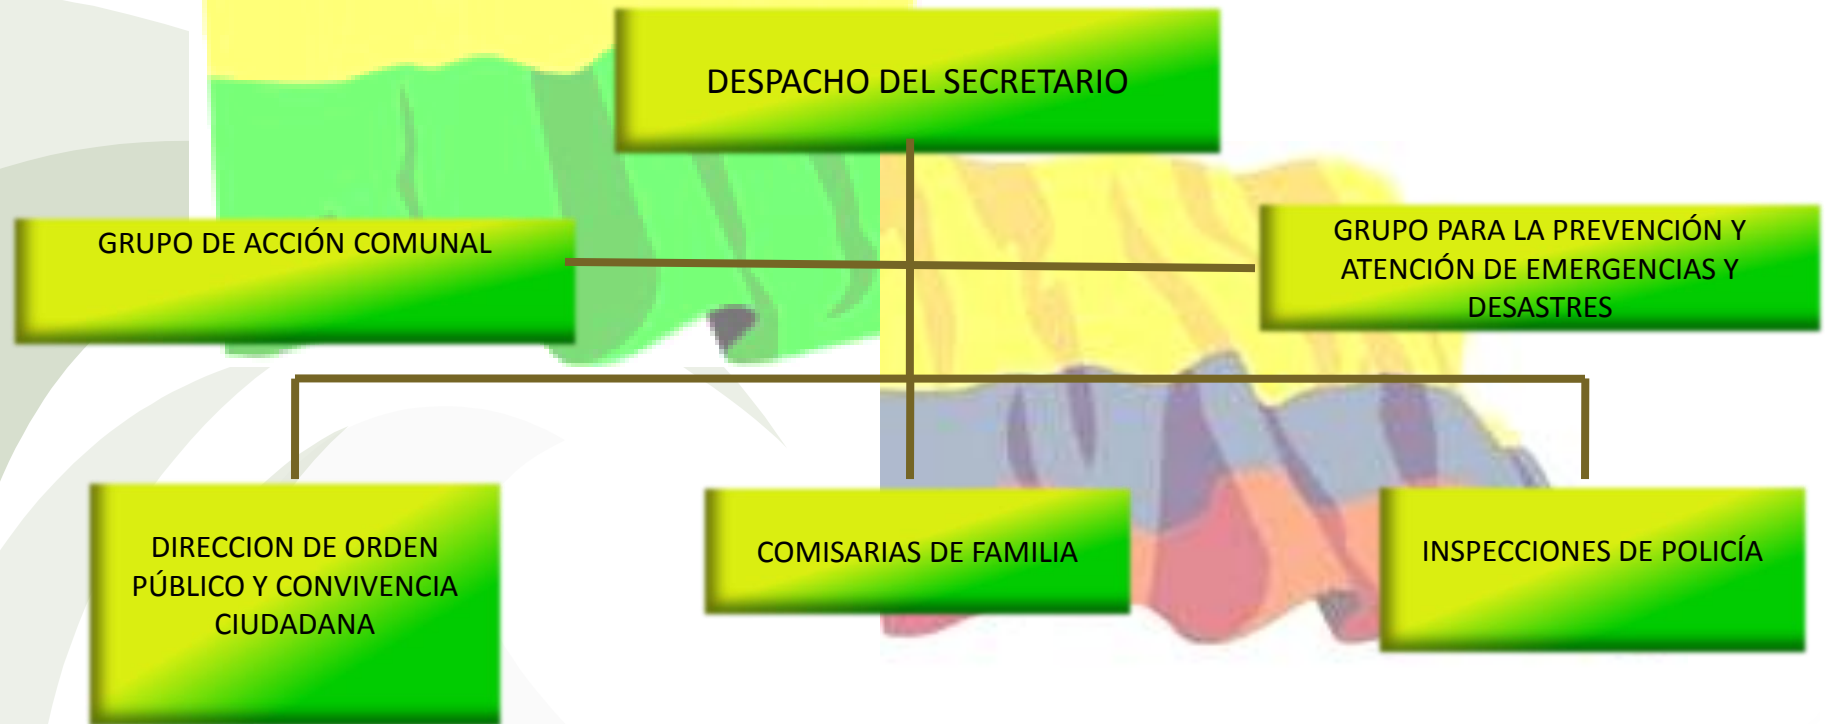 DESPACHO DEL SECRETARIO
GRUPO DE ACCIÓN COMUNAL
GRUPO PARA LA PREVENCIÓN Y
ATENCIÓN DE EMERGENCIAS Y
DESASTRES
DIRECCION DE ORDEN
PÚBLICO Y CONVIVENCIA
CIUDADANA
COMISARIAS DE FAMILIA
INSPECCIONES DE POLICÍA